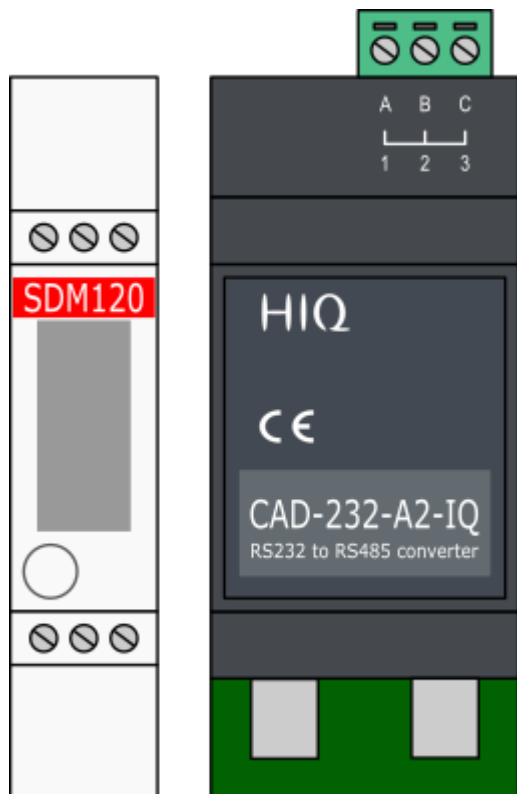 A B C
1 2 3
SDM120
HIQ
CE
CAD-232-A2-IQ
RS232 to RS485 converter